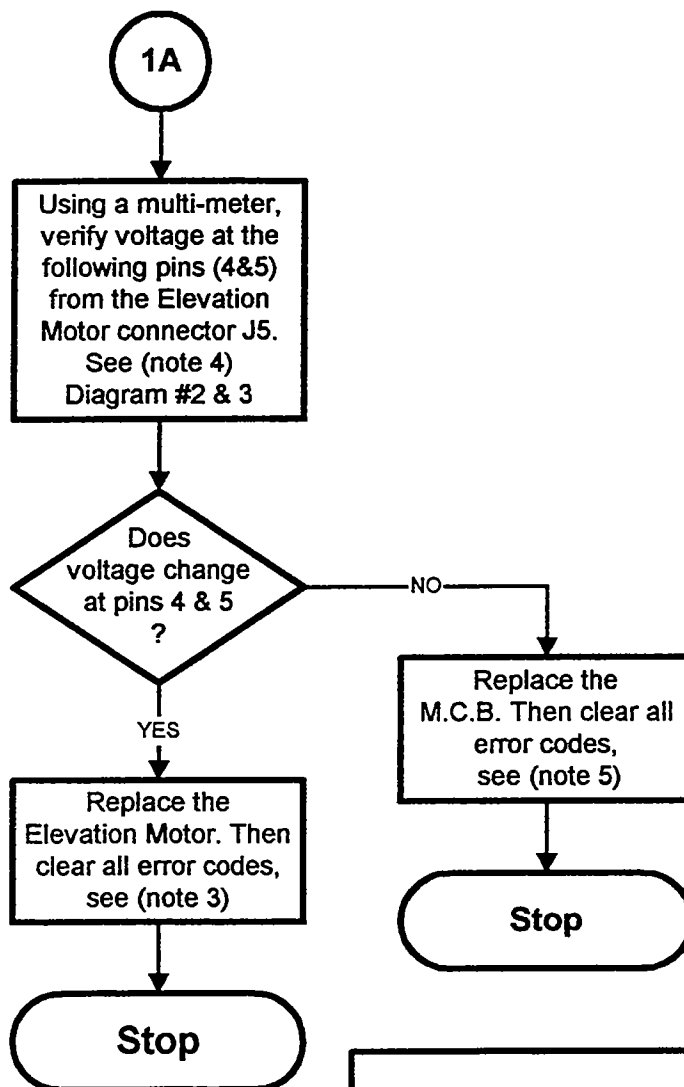 1A
Using a multi-meter,
verify voltage at the
following pins (4&5)
from the Elevation
Motor connector J5.
See (note 4)
Diagram #2 & 3
Does
voltage change
at pins 4 & 5
?
NO
YES
Replace the
M.C.B. Then clear all
error codes,
see (note 5)
Replace the
Elevation Motor. Then
clear all error codes,
see (note 3)
Stop
Stop